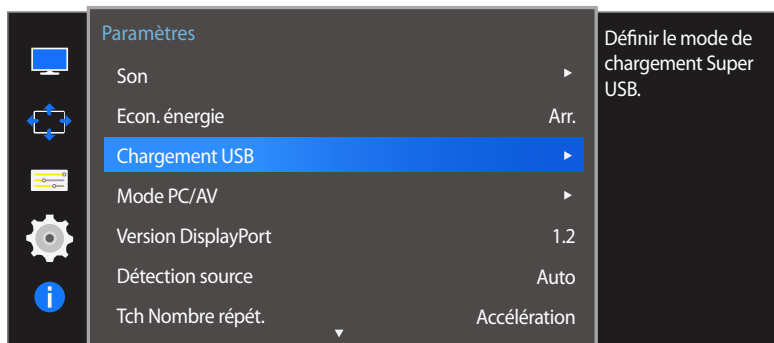 Paramètres
Son
Econ. énergie Arr.
Chargement USB
Mode PC/AV
Version DisplayPort 1.2
Détection source Auto
Tch Nombre répét. Accélération
Définir le mode de
chargement Super
USB.